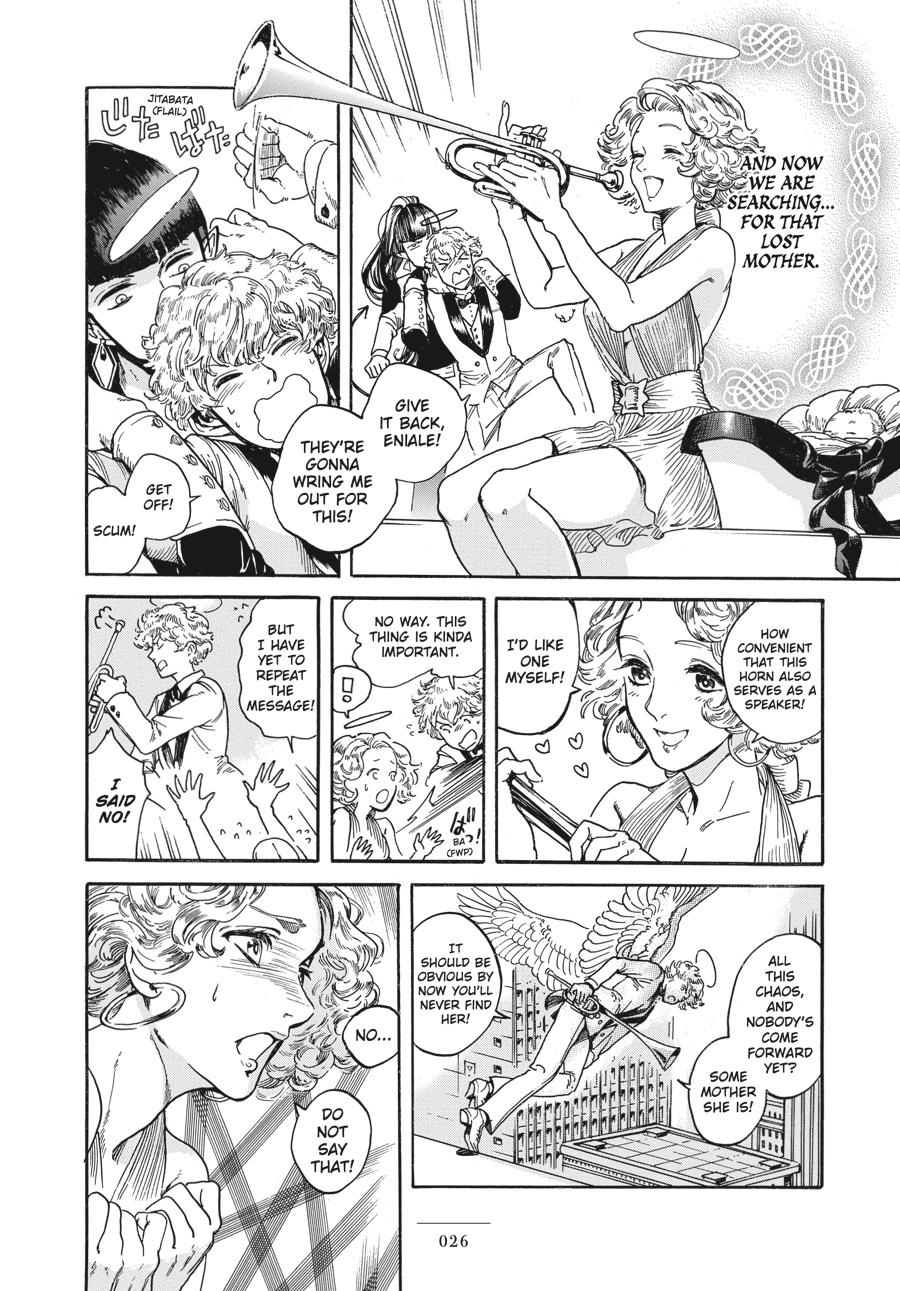 AND NOW
WE ARE
SEARCHING...
FOR THAT
LOST
MOTHER.
GIVE
IT BACK,
ENIALE!
THEY'RE
GONNA
WRING ME
OUT FOR
THIS!
じたばた
JITABATA
(FLAIL)
GET
OFF!
SCUM!
HOW
CONVENIENT
THAT THIS
HORN ALSO
SERVES AS A
SPEAKER!
I'D LIKE
ONE
MYSELF!
NO WAY. THIS
THING IS KINDA
IMPORTANT.
!
ばっ!
BA
(FWP)
BUT
I HAVE
YET TO
REPEAT
THE
MESSAGE!
I
SAID
NO!
ALL
THIS
CHAOS,
AND
NOBODY'S
COME
FORWARD
YET?
SOME
MOTHER
SHE IS!
IT
SHOULD BE
OBVIOUS BY
NOW YOU'LL
NEVER FIND
HER!
NO...
DO
NOT
SAY
THAT!
026